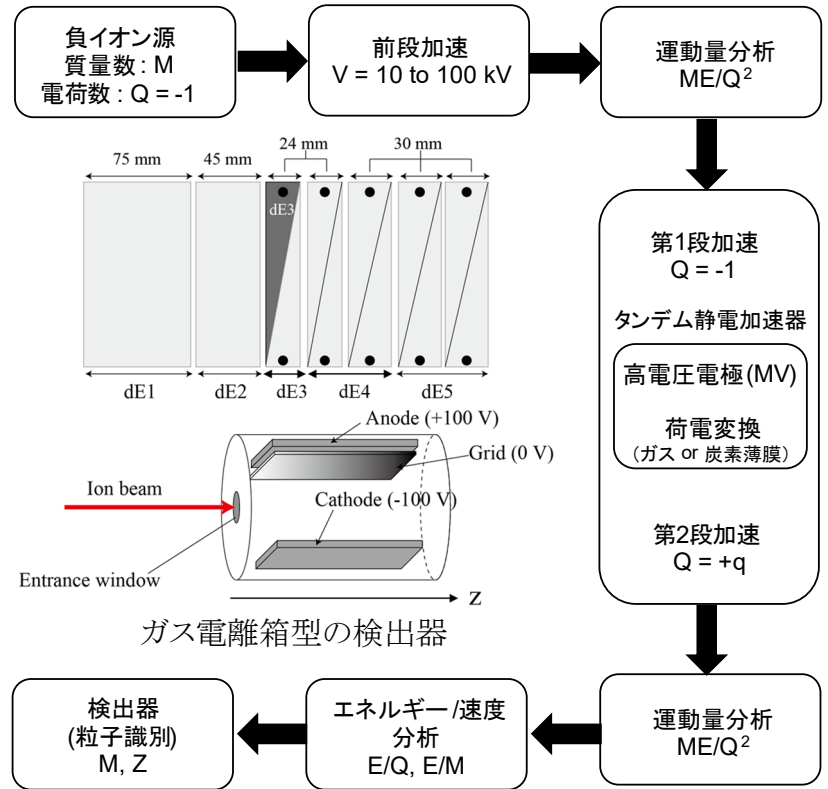 負イオン源
質量数: M
電荷数 : Q = -1
前段加速
V = 10 to 100 kV
運動量分析
ME/Q²
24 mm
30 mm
75 mm
45 mm
dE3
dE1
dE2
dE3
dE4
dE5
Anode (+100 V)
Grid (0 V)
Ion beam
Cathode (-100 V)
Entrance window
Z
ガス電離箱型の検出器
第1段加速
Q = -1
タンデム静電加速器
高電圧電極(MV)
荷電変換
(ガス or 炭素薄膜)
第2段加速
Q = +q
検出器
(粒子識別)
M, Z
エネルギー/速度
分析
E/Q, E/M
運動量分析
ME/Q²